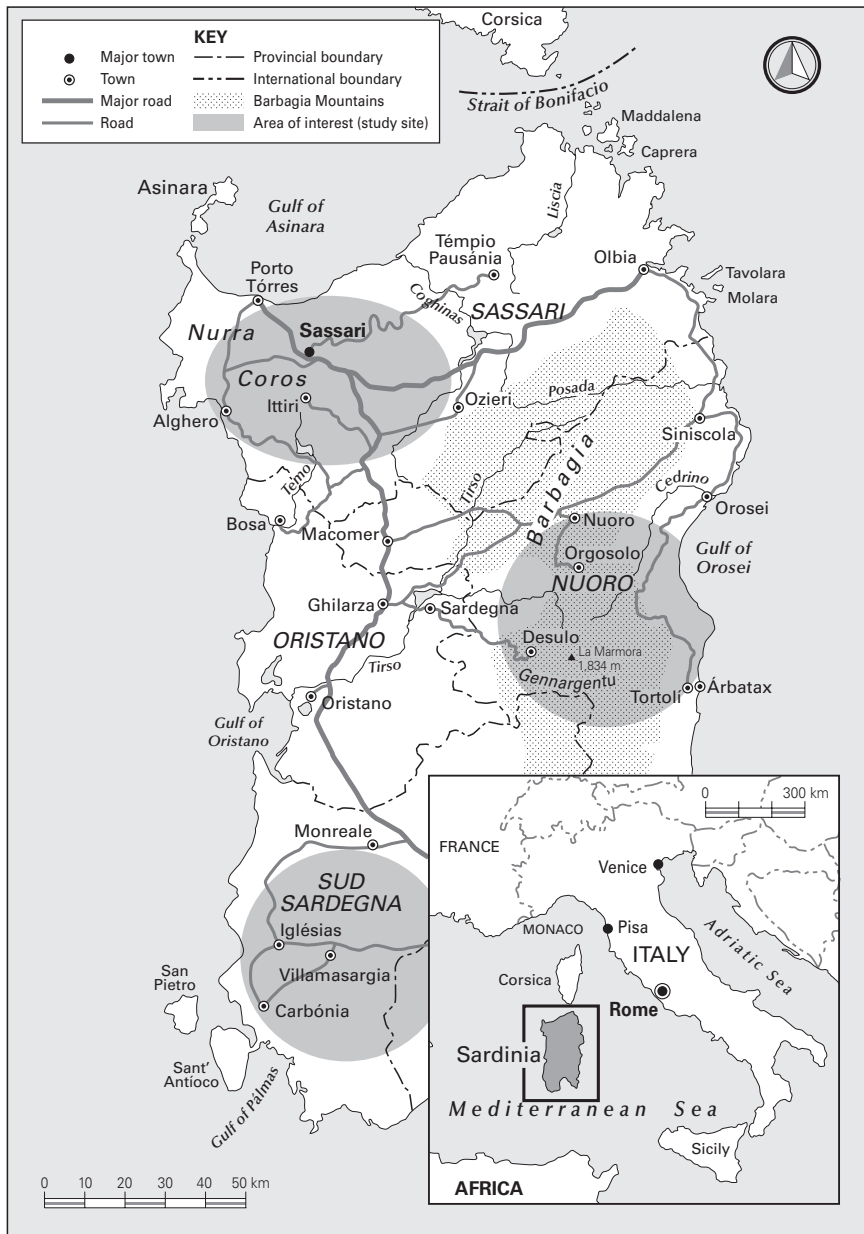 Corsica
KEY
Major town
Town
Major road
Road
Provincial boundary
International boundary
Barbagia Mountains
Area of interest (study site)
Strait of Bonifacio
Maddalena
Caprera
Asinara
Gulf of
Asinara
Liscia
Témpio
Pausánia
Olbia
Tavolara
Molara
Porto
Tórres
Coghinas
SASSARI
Nurra
Sassari
Coros
Ittiri
Ozieri
Posada
Alghero
Siniscola
Temo
Tirso
Barbagia
Cedrino
Orosei
Bosa
Macomer
Nuoro
Orgosolo
Gulf of
Orosei
NUORO
Ghilarza
Sardegna
ORISTANO
Desulo
La Marmora
1,834 m
Gennargentu
Tirso
Oristano
Tortolí
Árbatax
Gulf of
Oristano
Monreale
SUD
SARDEGNA
Iglésias
Villamasargia
San
Pietro
Carbónia
Sant'
Antíoco
Gulf of Pálmas
0 10 20 30 40 50 km
0 300 km
FRANCE
Venice
MONACO
Pisa
ITALY
Adriatic Sea
Corsica
Rome
Sardinia
Mediterranean Sea
Sicily
AFRICA